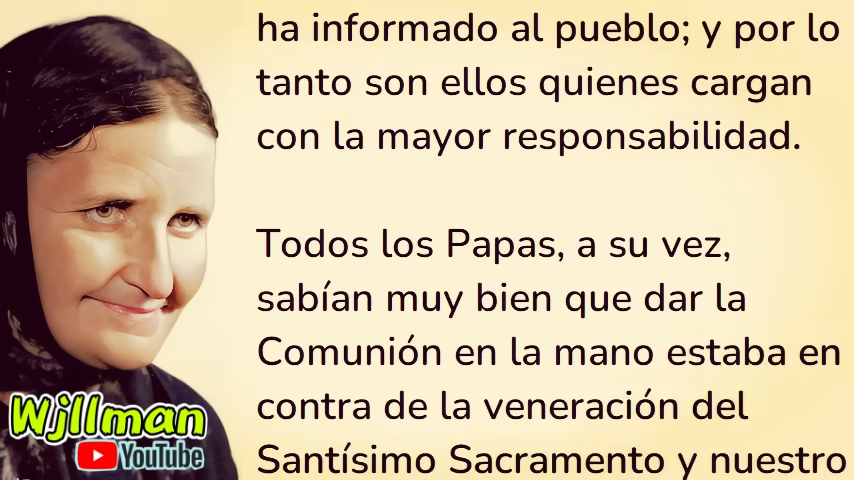 ha informado al pueblo; y por lo
tanto son ellos quienes cargan
con la mayor responsabilidad.
Todos los Papas, a su vez,
sabían muy bien que dar la
Comunión en la mano estaba en
contra de la veneración del
Santísimo Sacramento y nuestro
Wjllman
YouTube